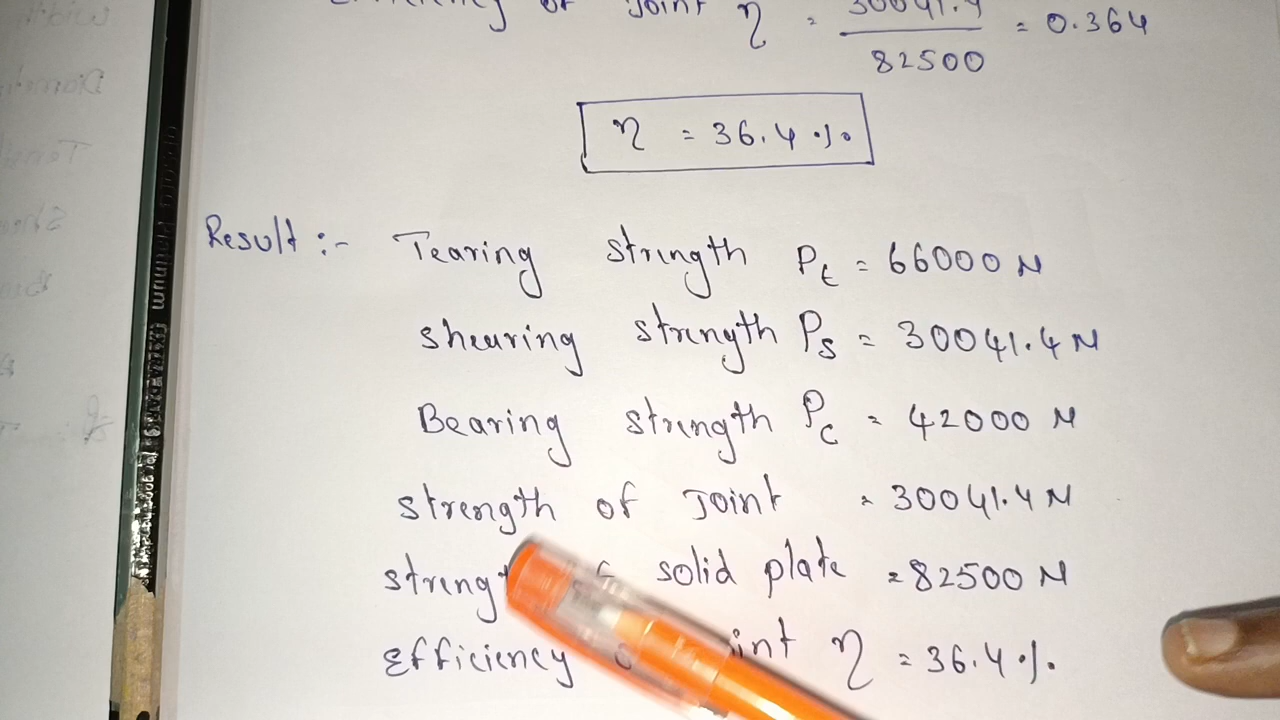 Efficiency of Joint η = 30041.4 / 82500 = 0.364
η = 36.4 %
Result :- Tearing strength Pt = 66000 N
shearing strength Ps = 30041.4 N
Bearing strength Pc = 42000 N
strength of Joint = 30041.4 N
solid plate = 82500 N
Efficiency η = 36.4 %